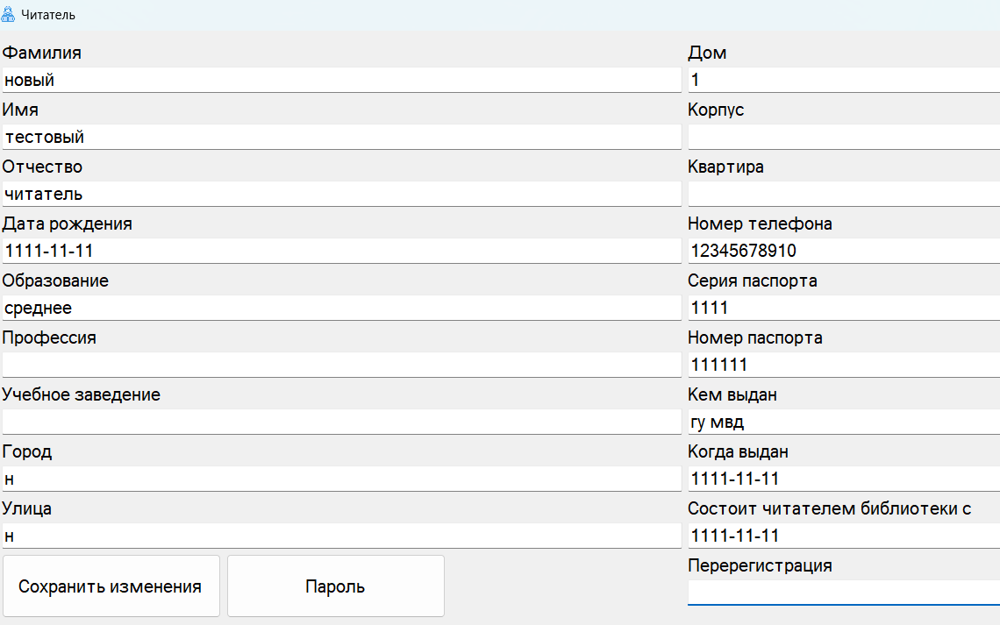 Читатель
Фамилия
новый
Имя
тестовый
Отчество
читатель
Дата рождения
1111-11-11
Образование
среднее
Профессия
Учебное заведение
Город
н
Улица
н
Сохранить изменения
Пароль
Дом
1
Корпус
Квартира
Номер телефона
12345678910
Серия паспорта
1111
Номер паспорта
111111
Кем выдан
гу мвд
Когда выдан
1111-11-11
Состоит читателем библиотеки с
1111-11-11
Перерегистрация